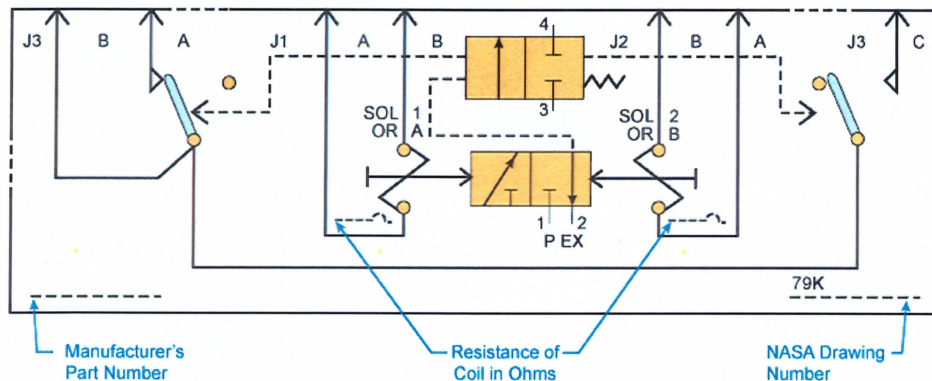 J3 B A J1 A B 4 J2 B A J3 C
3
SOL 1 SOL 2
OR A OR B
1 2
P EX
79K
Manufacturer's
Part Number
Resistance of
Coil in Ohms
NASA Drawing
Number